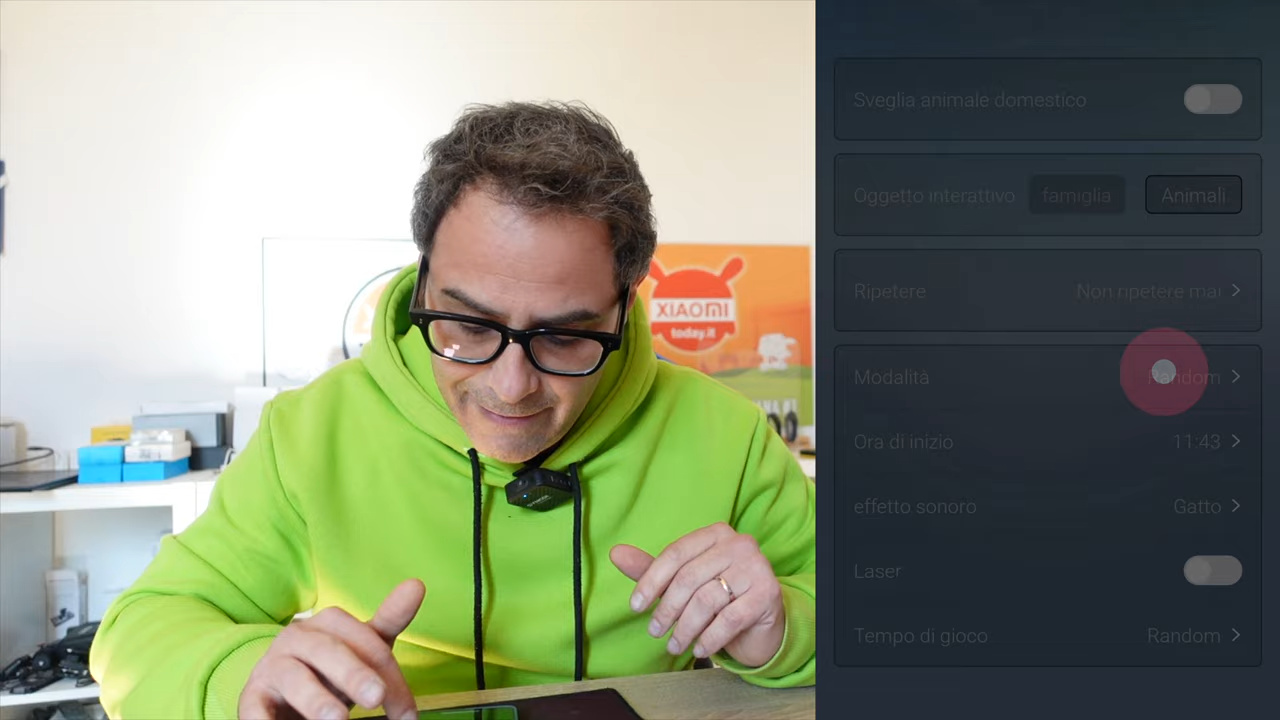 XIAOMI
today.it
Sveglia animale domestico
Oggetto interattivo famiglia Animali
Ripetere Non ripetere mai
Modalità Random
Ora di inizio 11:43
effetto sonoro Gatto
Laser
Tempo di gioco Random